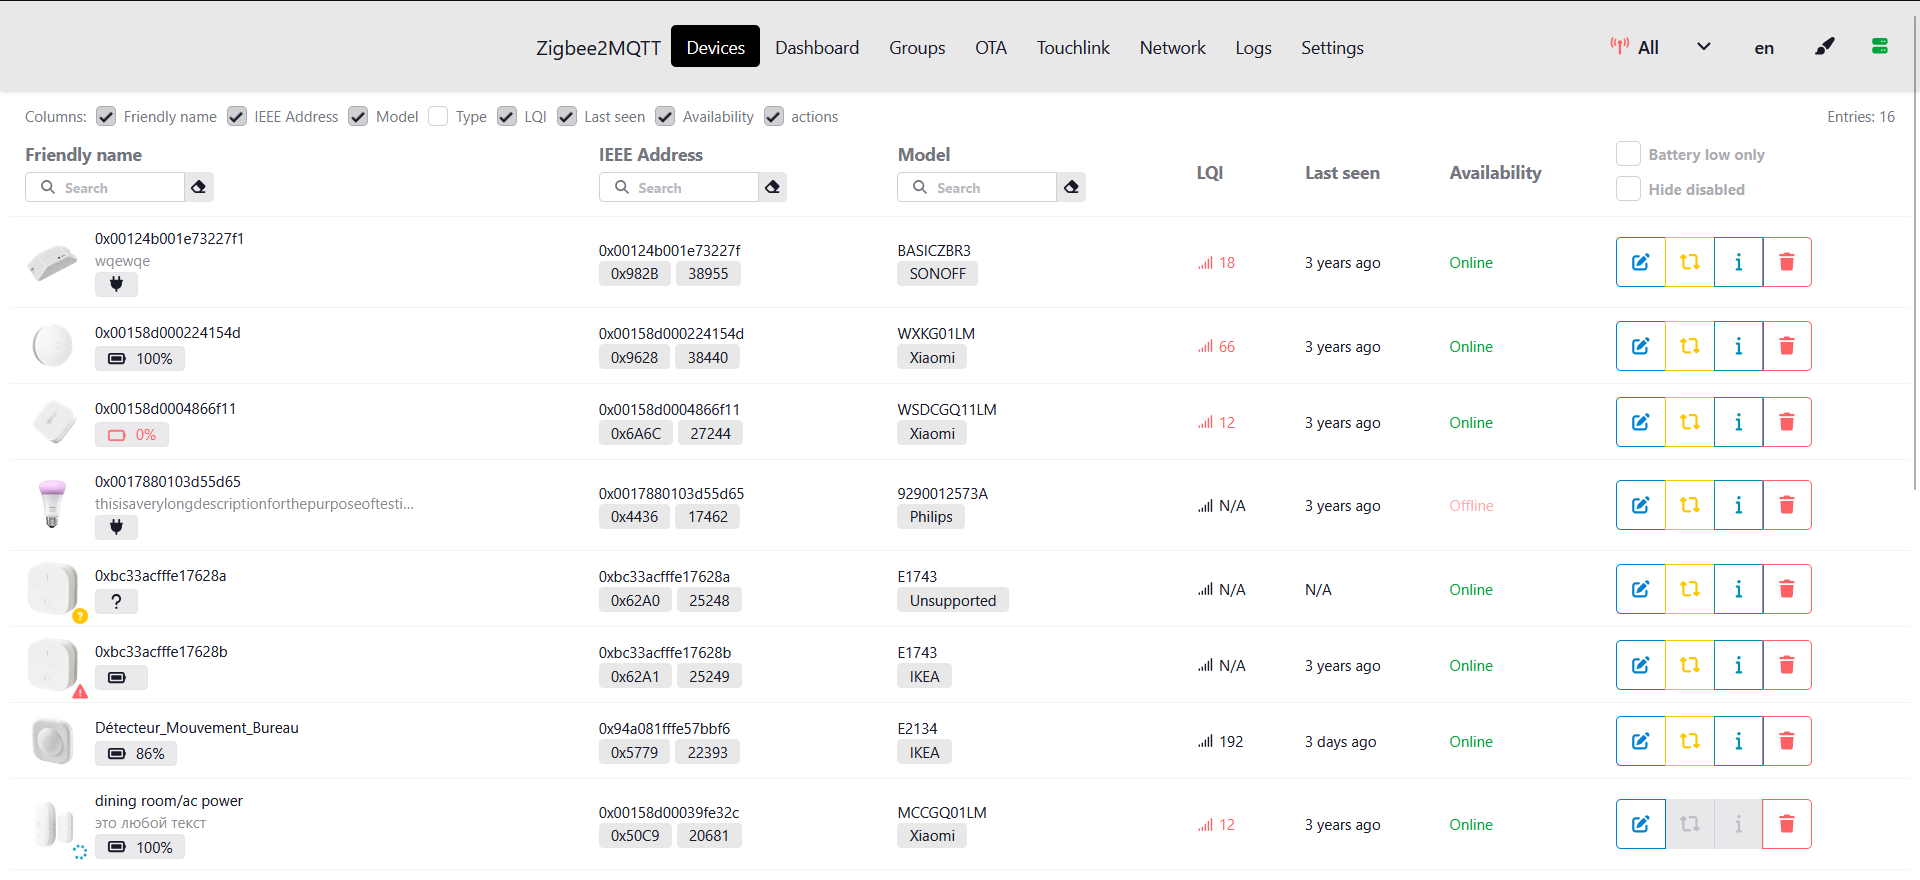 Zigbee2MQTT Devices Dashboard Groups OTA Touchlink Network Logs Settings All en
Columns: Friendly name IEEE Address Model Type LQI Last seen Availability actions Entries: 16
Friendly name IEEE Address Model LQI Last seen Availability Battery low only
Search Search Search Hide disabled
0x00124b001e73227f1
wqewqe
0x00124b001e73227f
0x982B 38955
BASICZBR3
SONOFF
18 3 years ago Online
0x00158d000224154d
100%
0x00158d000224154d
0x9628 38440
WXKG01LM
Xiaomi
66 3 years ago Online
0x00158d0004866f11
0%
0x00158d0004866f11
0x6A6C 27244
WSDCGQ11LM
Xiaomi
12 3 years ago Online
0x0017880103d55d65
thisisaverylongdescriptionforthepurposeoftesti...
0x0017880103d55d65
0x4436 17462
9290012573A
Philips
N/A 3 years ago Offline
0xbc33acfffe17628a
?
0xbc33acfffe17628a
0x62A0 25248
E1743
Unsupported
N/A N/A Online
0xbc33acfffe17628b
0xbc33acfffe17628b
0x62A1 25249
E1743
IKEA
N/A 3 years ago Online
Détecteur_Mouvement_Bureau
86%
0x94a081fffe57bbf6
0x5779 22393
E2134
IKEA
192 3 days ago Online
dining room/ac power
это любой текст
100%
0x00158d00039fe32c
0x50C9 20681
MCCGQ01LM
Xiaomi
12 3 years ago Online